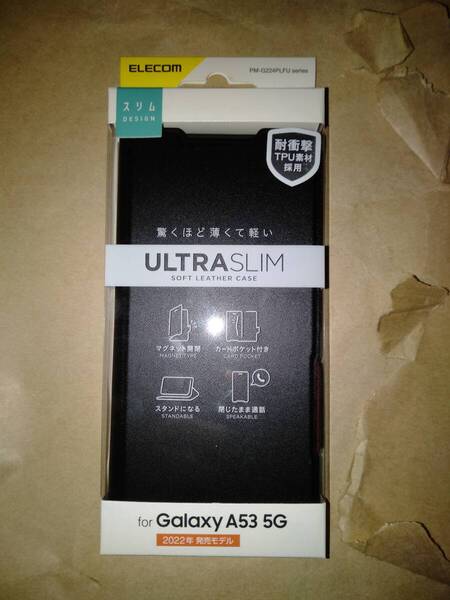 ELECOM
PM-G224PLFU series
スリム
DESIGN
耐衝撃
TPU素材
採用
驚くほど薄くて軽い
ULTRASLIM
SOFT LEATHER CASE
マグネット開閉
MAGNET TYPE
カードポケット付き
CARD POCKET
スタンドになる
STANDABLE
閉じたまま通話
SPEAKABLE
for Galaxy A53 5G
2022年 発売モデル